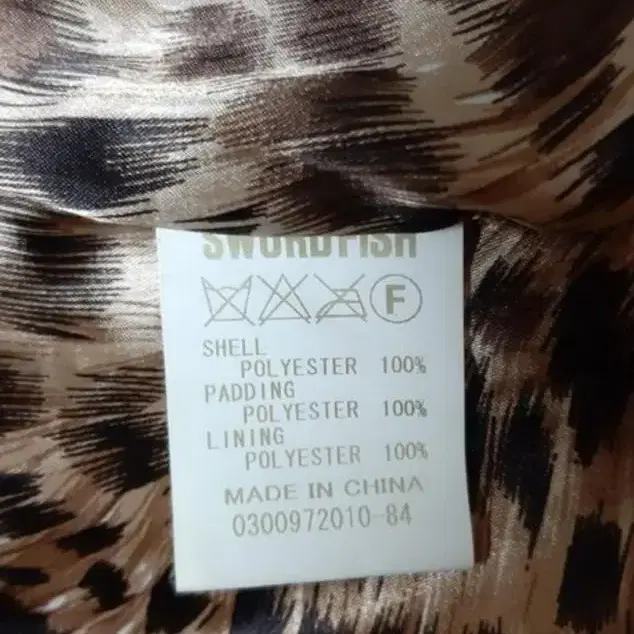 SWORDFISH
F
SHELL
POLYESTER 100%
PADDING
POLYESTER 100%
LINING
POLYESTER 100%
MADE IN CHINA
0300972010-84